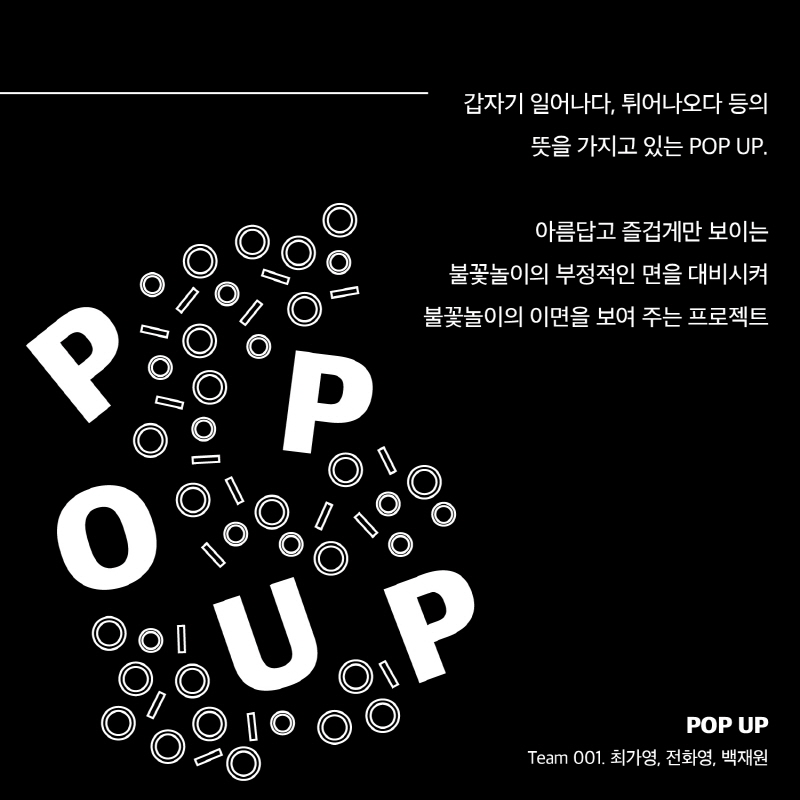 갑자기 일어나다, 튀어나오다 등의
뜻을 가지고 있는 POP UP.
아름답고 즐겁게만 보이는
불꽃놀이의 부정적인 면을 대비시켜
불꽃놀이의 이면을 보여 주는 프로젝트
P
P
O
U
P
POP UP
Team 001. 최가영, 전화영, 백재원